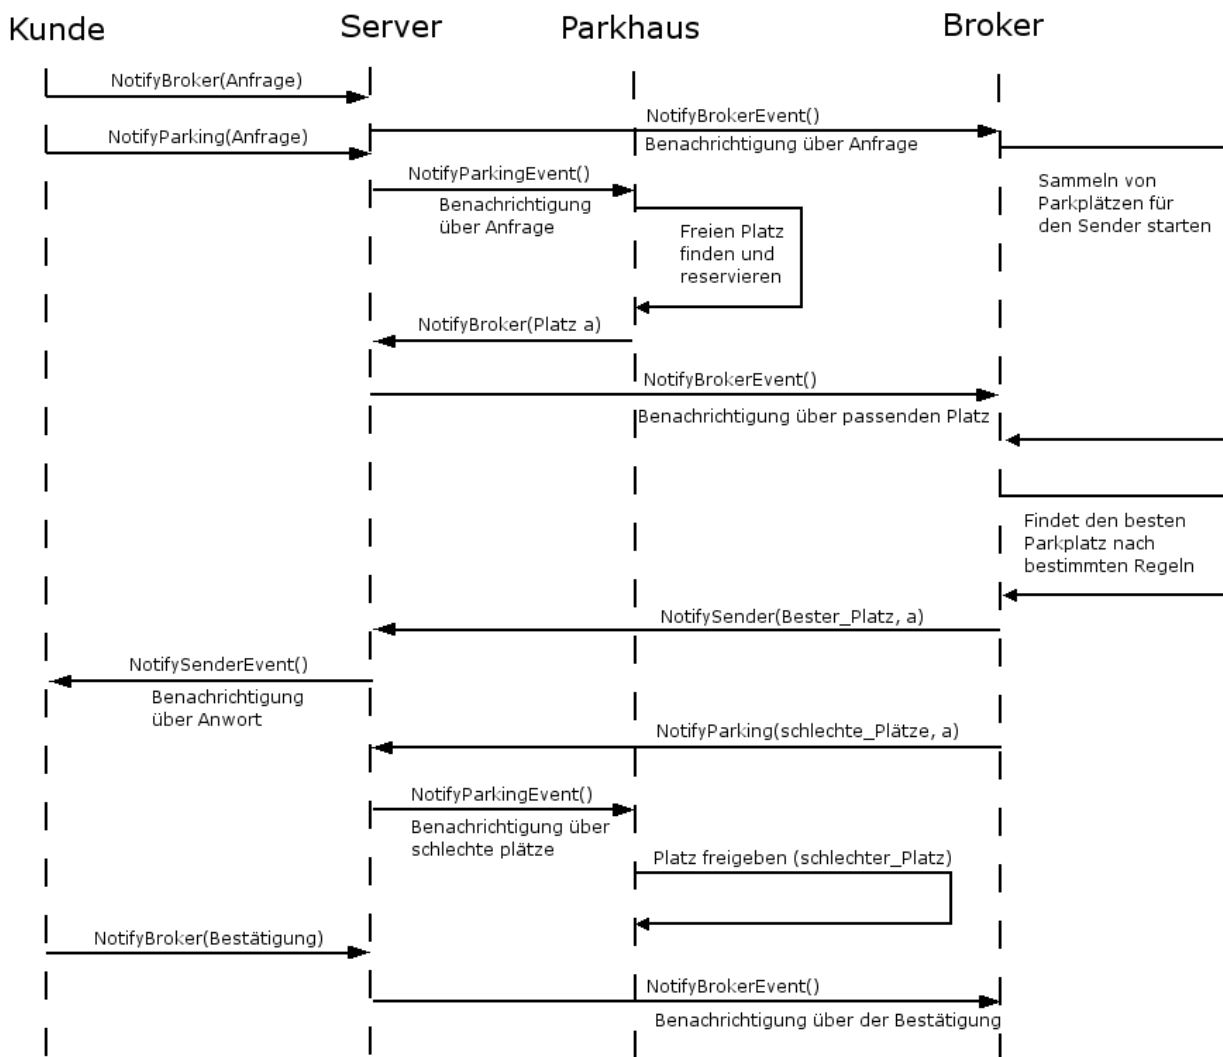 Kunde
Server
Parkhaus
Broker
NotifyBroker(Anfrage)
NotifyBrokerEvent()
NotifyParking(Anfrage)
Benachrichtigung über Anfrage
NotifyParkingEvent()
Benachrichtigung
über Anfrage
Sammeln von
Parkplätzen für
den Sender starten
Freien Platz
finden und
reservieren
NotifyBroker(Platz a)
NotifyBrokerEvent()
Benachrichtigung über passenden Platz
Findet den besten
Parkplatz nach
bestimmten Regeln
NotifySender(Bester_Platz, a)
NotifySenderEvent()
Benachrichtigung
über Anwort
NotifyParking(schlechte_Plätze, a)
NotifyParkingEvent()
Benachrichtigung über
schlechte plätze
Platz freigeben (schlechter_Platz)
NotifyBroker(Bestätigung)
NotifyBrokerEvent()
Benachrichtigung über der Bestätigung